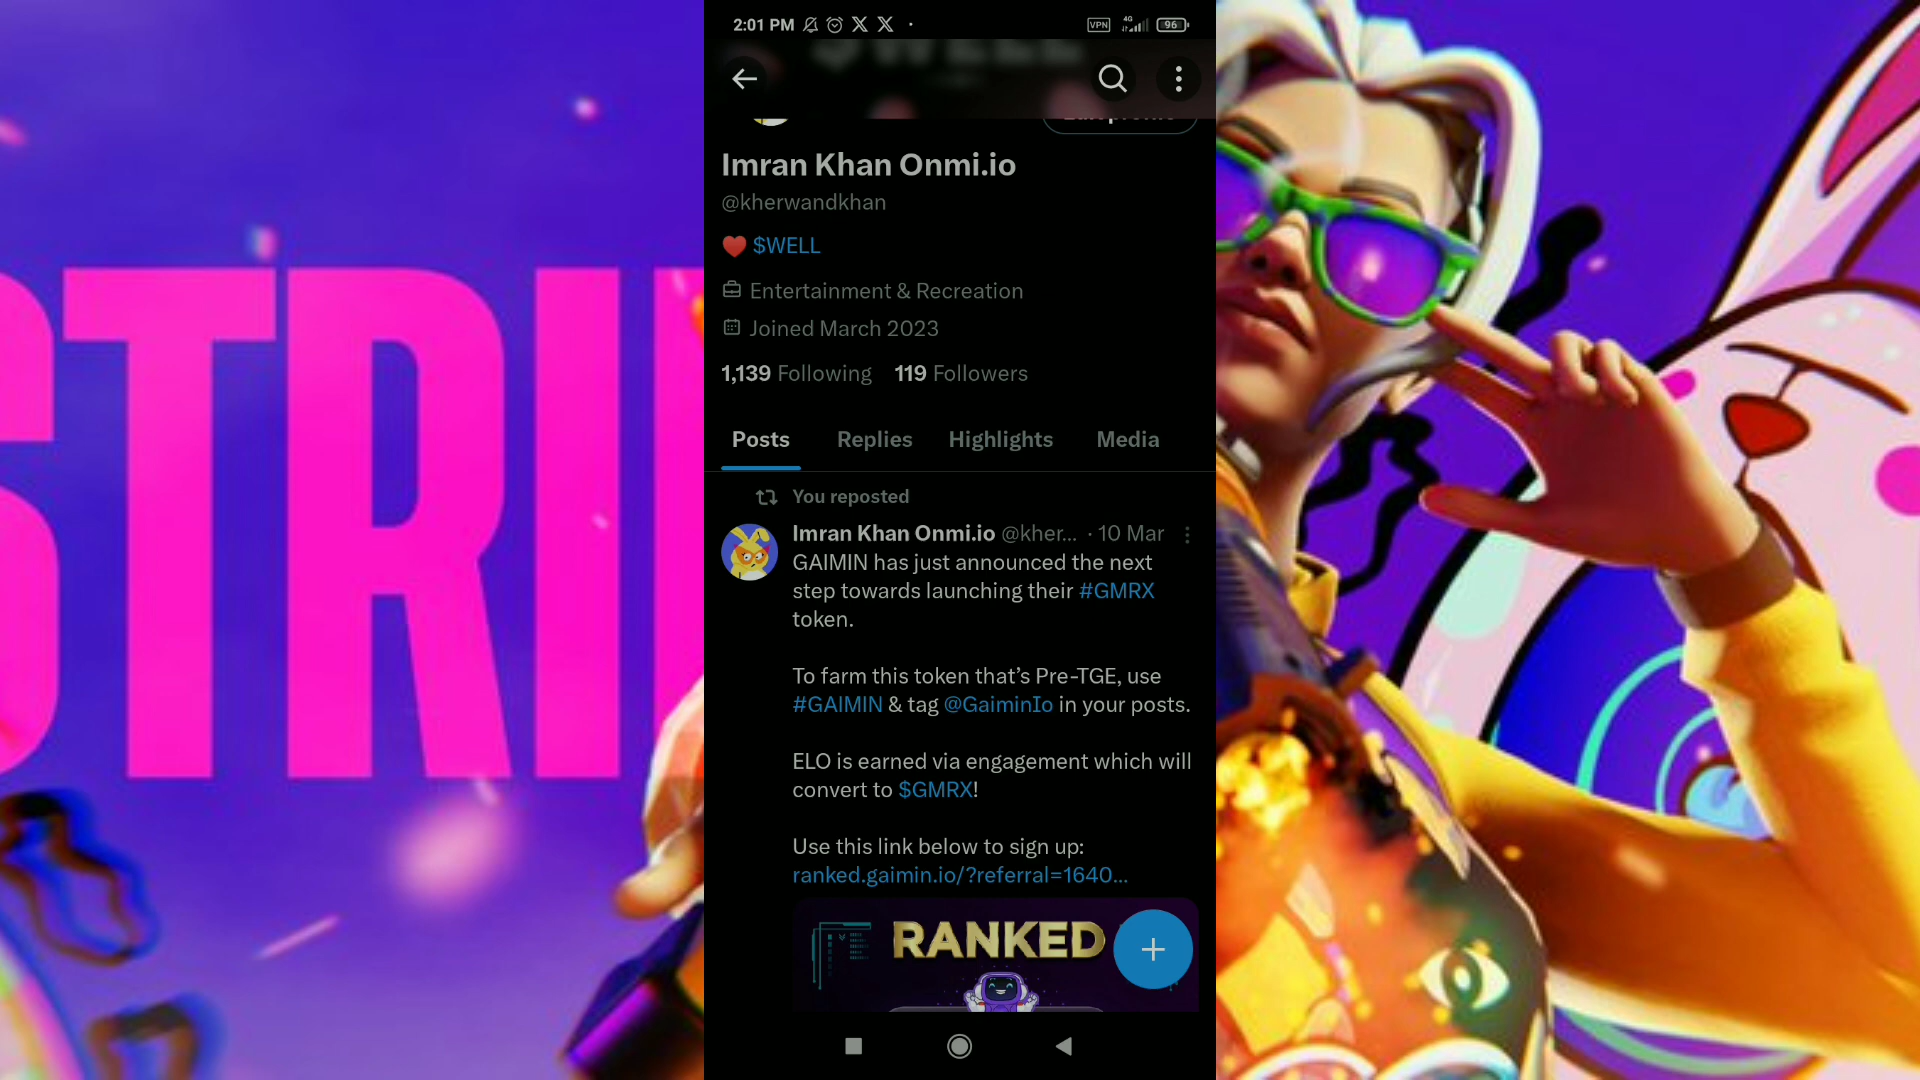 STRI
2:01 PM
VPN 4G 96
Imran Khan Onmi.io
@kherwandkhan
❤️ $WELL
Entertainment & Recreation
Joined March 2023
1,139 Following 119 Followers
Posts Replies Highlights Media
You reposted
Imran Khan Onmi.io @kher... · 10 Mar
GAIMIN has just announced the next
step towards launching their #GMRX
token.
To farm this token that’s Pre-TGE, use
#GAIMIN & tag @GaiminIo in your posts.
ELO is earned via engagement which will
convert to $GMRX!
Use this link below to sign up:
ranked.gaimin.io/?referral=1640...
RANKED